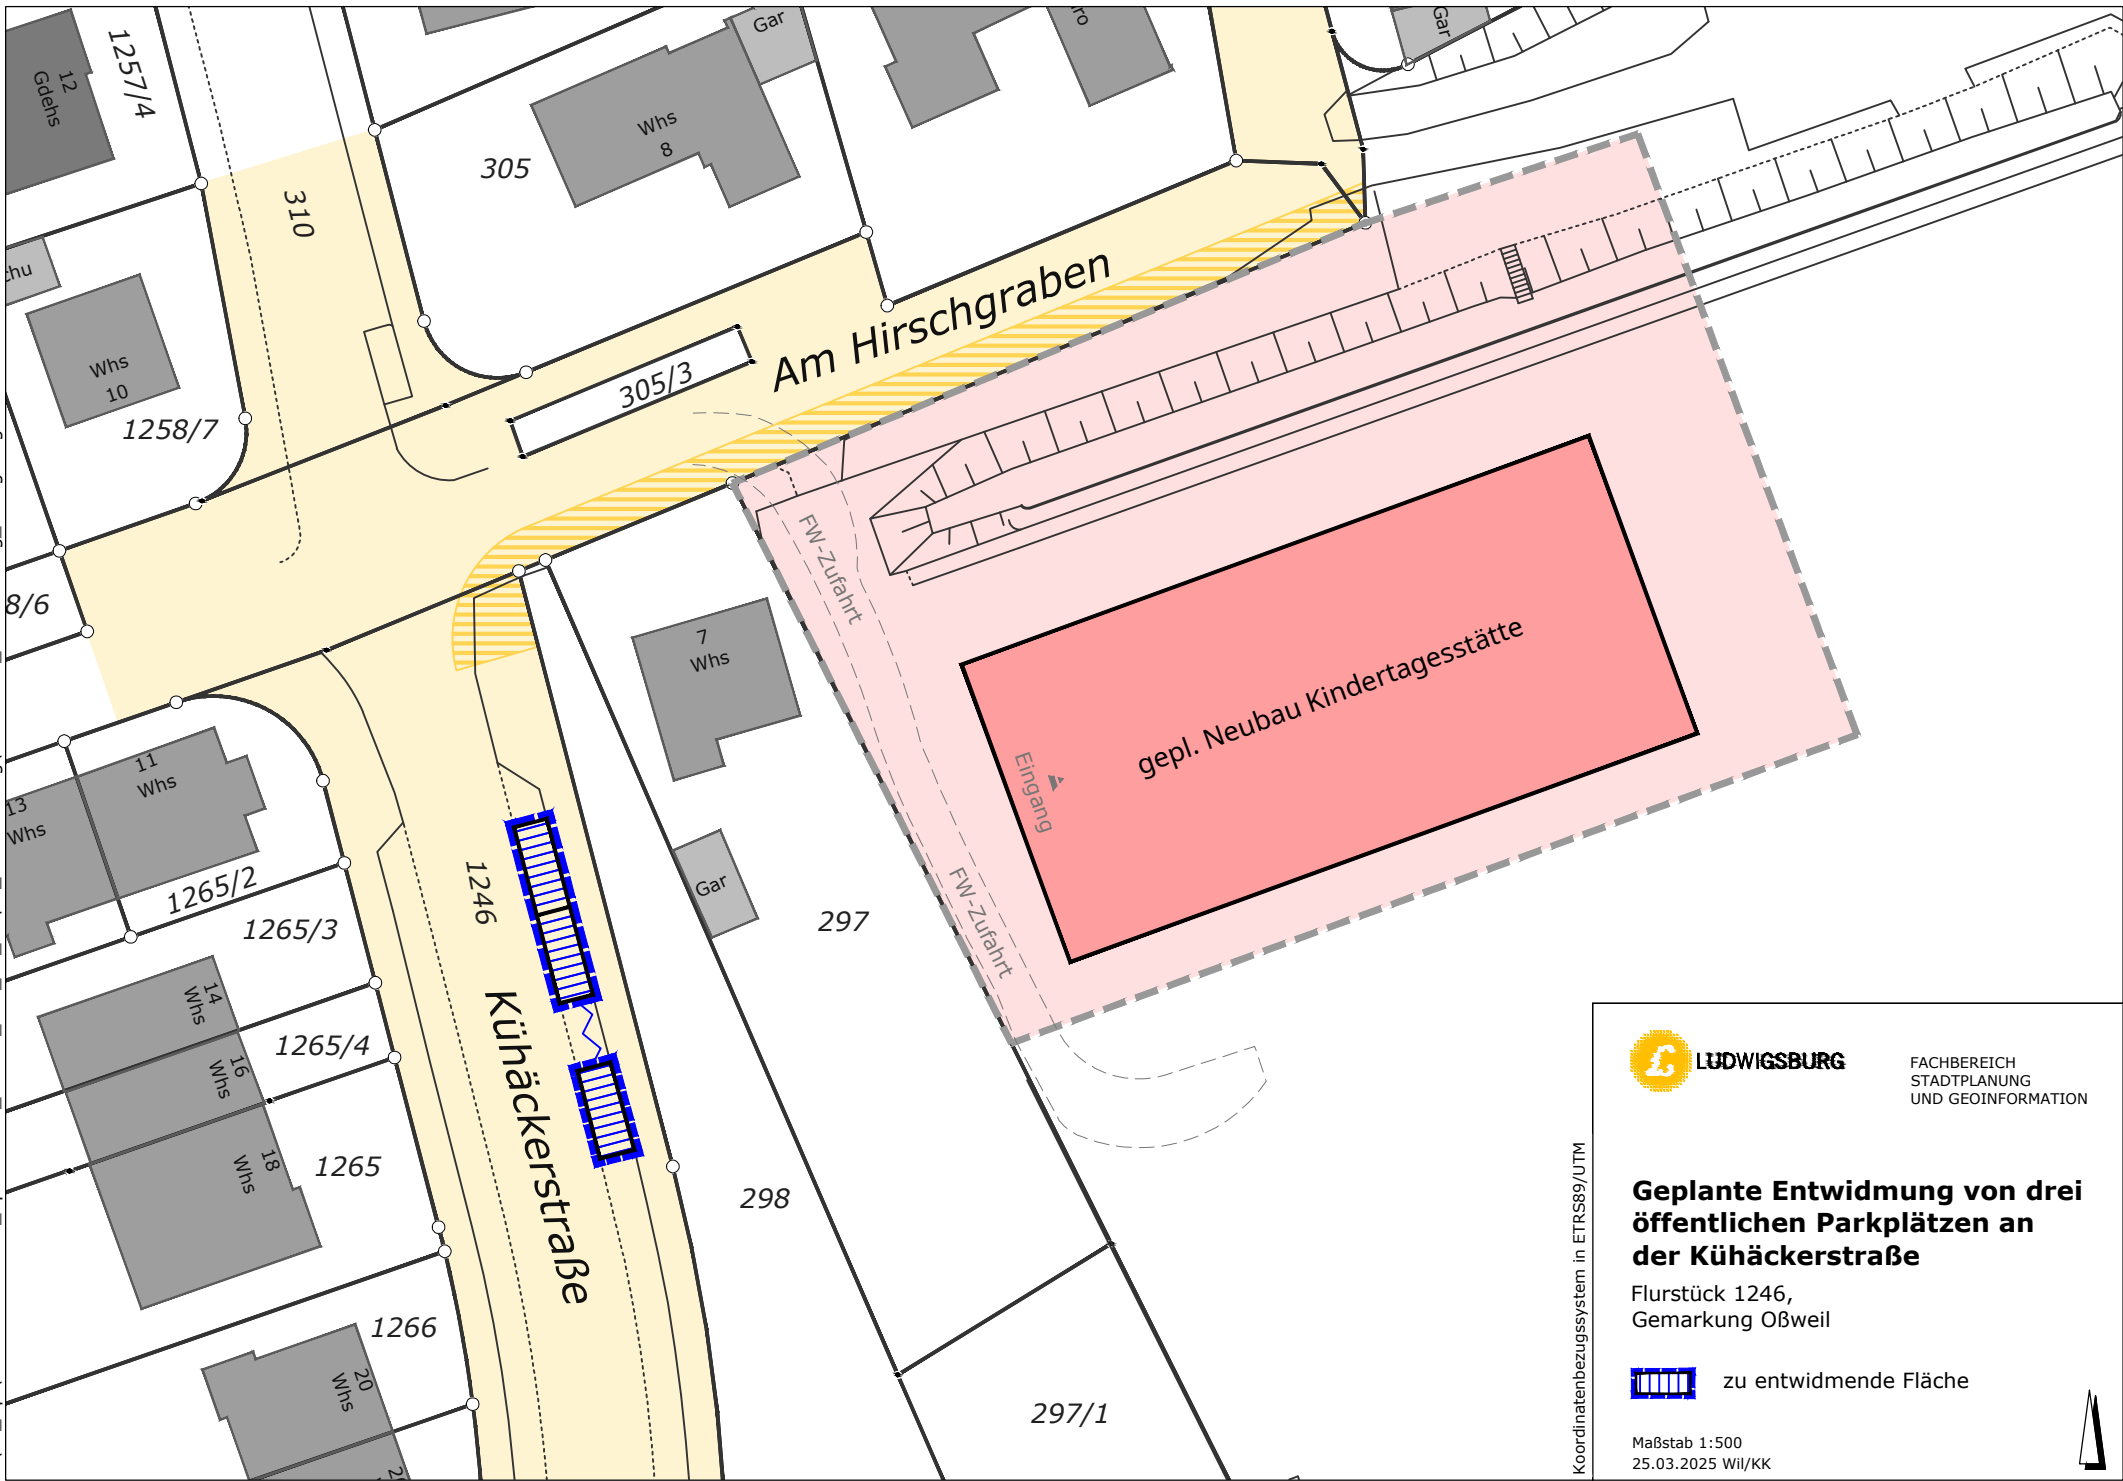 12
Gdehs
1257/4
310
305
Whs
8
Gar
Gar
Whs
10
1258/7
305/3
Am Hirschgraben
8/6
7
Whs
FW-Zufahrt
gepl. Neubau Kindertagesstätte
Eingang
FW-Zufahrt
11
Whs
13
Whs
1265/2
1265/3
1246
Gar
297
14
Whs
1265/4
16
Whs
Kühäckerstraße
18
Whs
1265
298
1266
20
Whs
297/1
Koordinatenbezugssystem in ETRS89/UTM
LUDWIGSBURG
FACHBEREICH
STADTPLANUNG
UND GEOINFORMATION
Geplante Entwidmung von drei
öffentlichen Parkplätzen an
der Kühäckerstraße
Flurstück 1246,
Gemarkung Oßweil
zu entwidmende Fläche
Maßstab 1:500
25.03.2025 Wil/KK